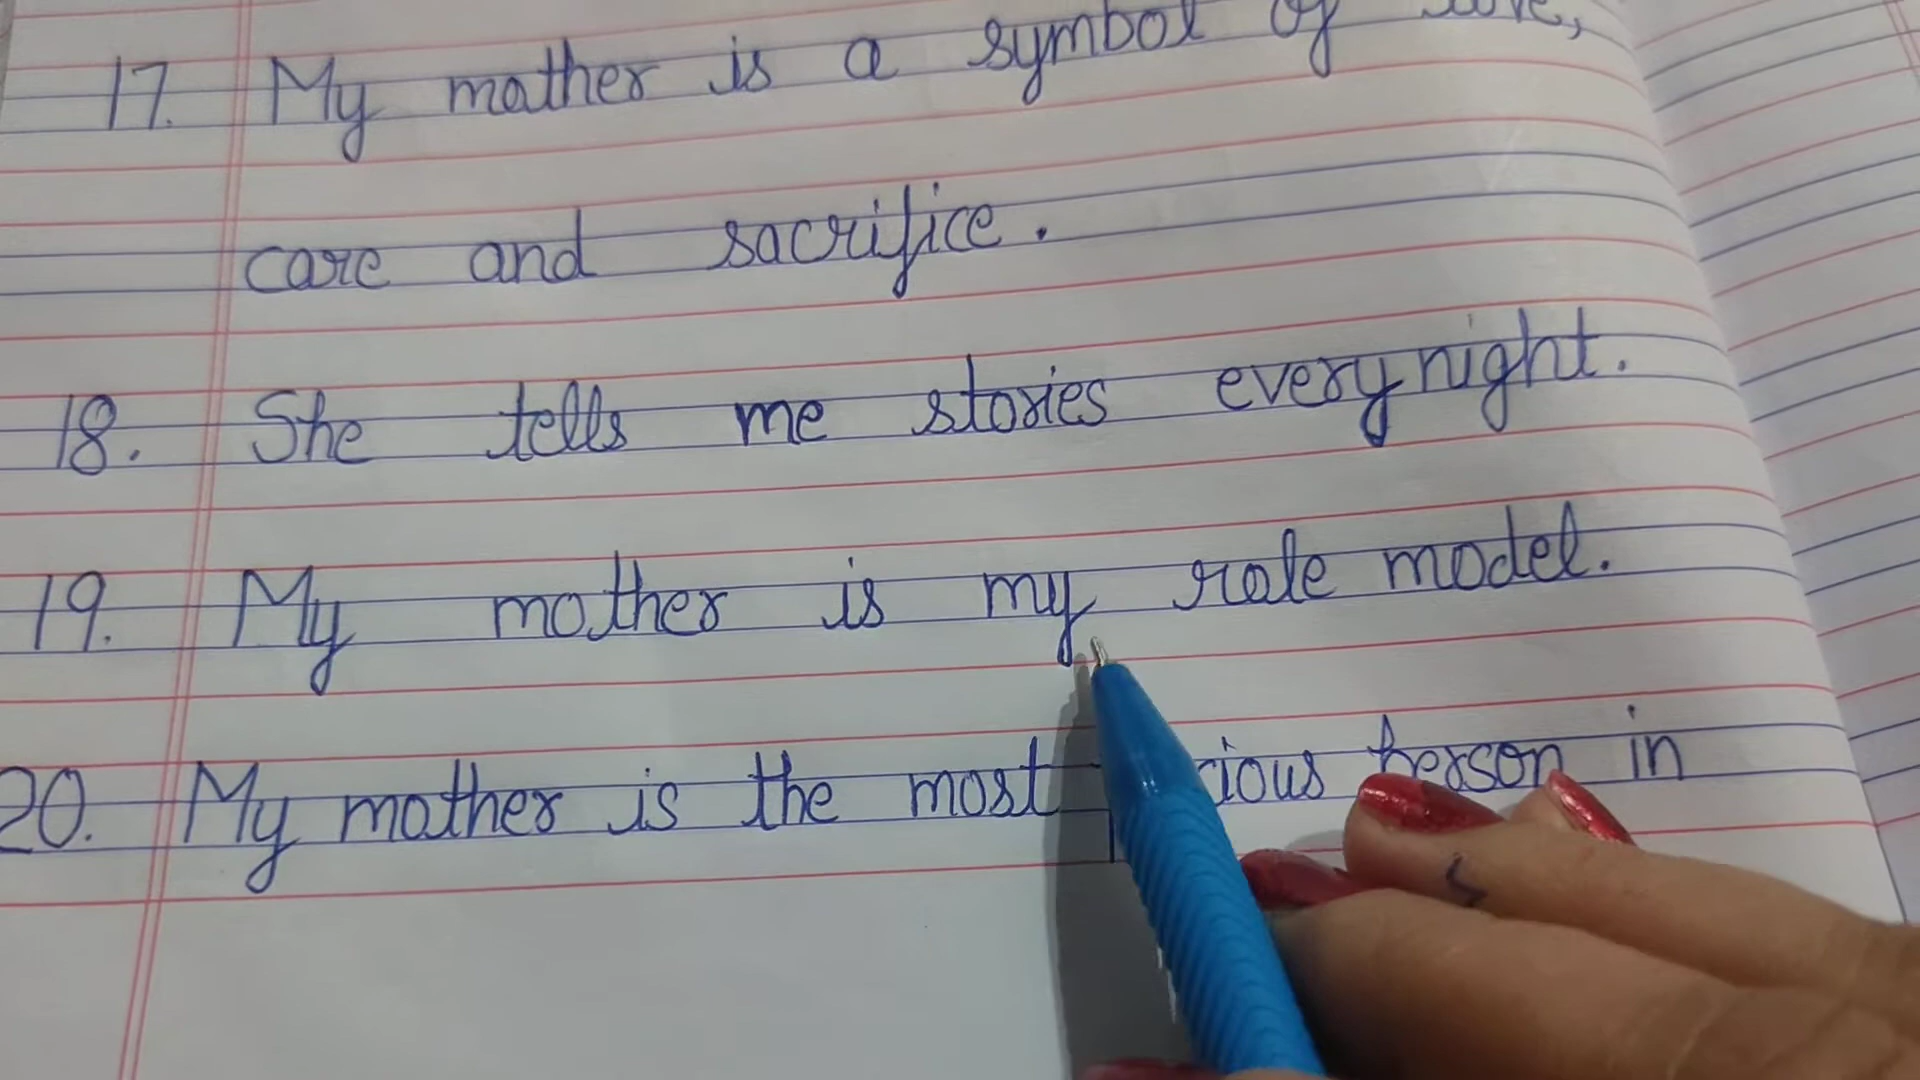 17. My mother is a symbol of love,
care and sacrifice.
18. She tells me stories every night.
19. My mother is my role model.
20. My mother is the most person in